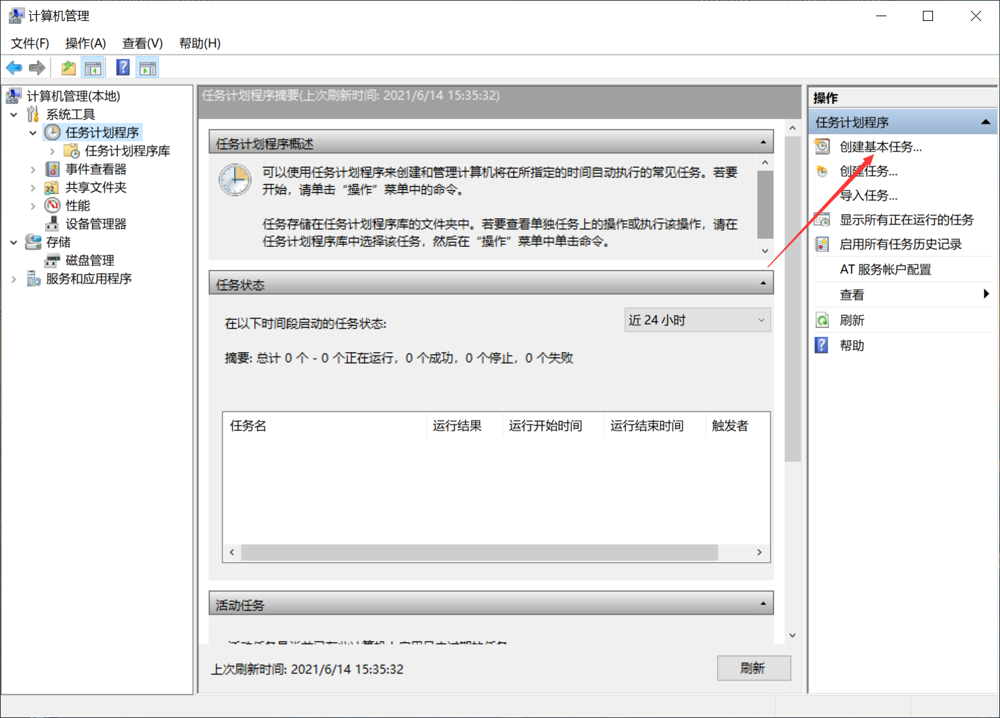 计算机管理
文件(F) 操作(A) 查看(V) 帮助(H)
计算机管理(本地)
系统工具
任务计划程序
任务计划程序库
事件查看器
共享文件夹
性能
设备管理器
存储
磁盘管理
服务和应用程序
任务计划程序摘要(上次刷新时间: 2021/6/14 15:35:32)
任务计划程序概述
可以使用任务计划程序来创建和管理计算机将在所指定的时间自动执行的常见任务。若要
开始，请单击“操作”菜单中的命令。
任务存储在任务计划程序库的文件夹中。若要查看单独任务上的操作或执行该操作，请在
任务计划程序库中选择该任务，然后在“操作”菜单中单击命令。
任务状态
在以下时间段启动的任务状态:
近 24 小时
摘要: 总计 0 个 - 0 个正在运行，0 个成功，0 个停止，0 个失败
任务名 运行结果 运行开始时间 运行结束时间 触发者
活动任务
上次刷新时间: 2021/6/14 15:35:32
刷新
操作
任务计划程序
创建基本任务...
创建任务...
导入任务...
显示所有正在运行的任务
启用所有任务历史记录
AT 服务帐户配置
查看
刷新
帮助